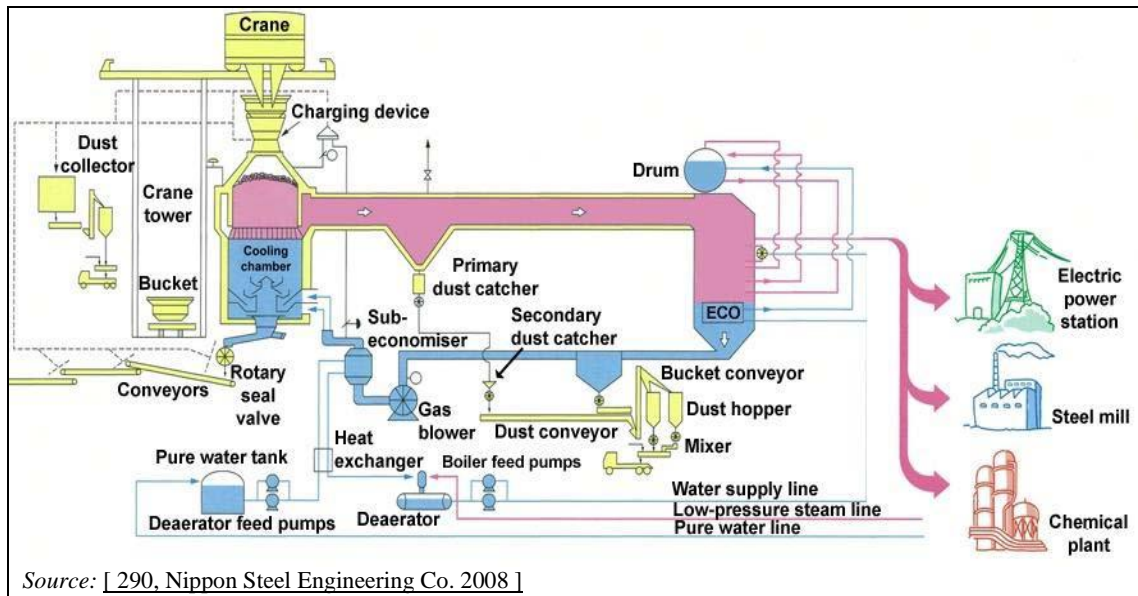 Crane
Charging device
Dust
collector
Crane
tower
Bucket
Cooling
chamber
Drum
Primary
dust catcher
Sub-
economiser
Secondary
dust catcher
ECO
Electric
power
station
Conveyors
Rotary
seal
valve
Gas
blower
Bucket conveyor
Dust hopper
Dust conveyor
Mixer
Steel mill
Pure water tank
Heat
exchanger
Boiler feed pumps
Deaerator feed pumps
Deaerator
Water supply line
Low-pressure steam line
Pure water line
Chemical
plant
Source: [ 290, Nippon Steel Engineering Co. 2008 ]